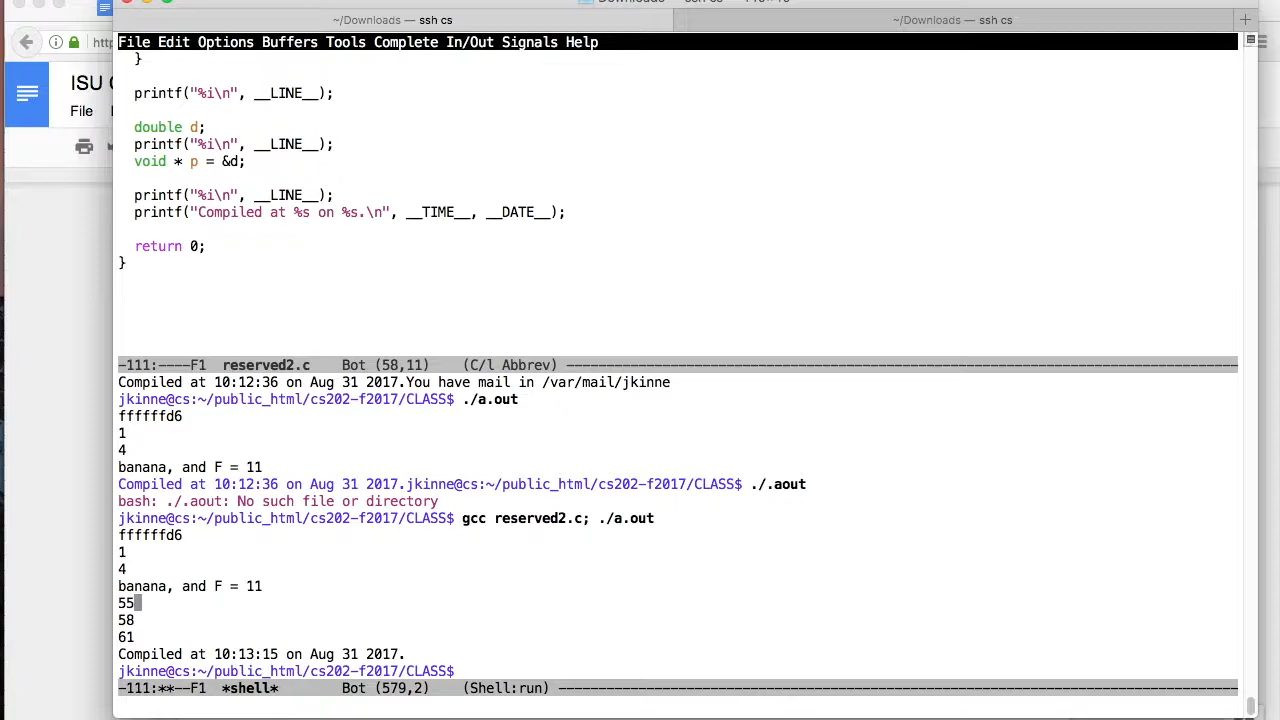 ~/Downloads — ssh cs
~/Downloads — ssh cs
http
ISU
File
File Edit Options Buffers Tools Complete In/Out Signals Help
}
printf("%i\n", __LINE__);
double d;
printf("%i\n", __LINE__);
void * p = &d;
printf("%i\n", __LINE__);
printf("Compiled at %s on %s.\n", __TIME__, __DATE__);
return 0;
}
-111:----F1 reserved2.c Bot (58,11) (C/l Abbrev) ----------------------------------------------------------------
Compiled at 10:12:36 on Aug 31 2017.You have mail in /var/mail/jkinne
jkinne@cs:~/public_html/cs202-f2017/CLASS$ ./a.out
ffffffd6
1
4
banana, and F = 11
Compiled at 10:12:36 on Aug 31 2017.jkinne@cs:~/public_html/cs202-f2017/CLASS$ ./.aout
bash: ./.aout: No such file or directory
jkinne@cs:~/public_html/cs202-f2017/CLASS$ gcc reserved2.c; ./a.out
ffffffd6
1
4
banana, and F = 11
55
58
61
Compiled at 10:13:15 on Aug 31 2017.
jkinne@cs:~/public_html/cs202-f2017/CLASS$
-111:**--F1 *shell* Bot (579,2) (Shell:run) ----------------------------------------------------------------